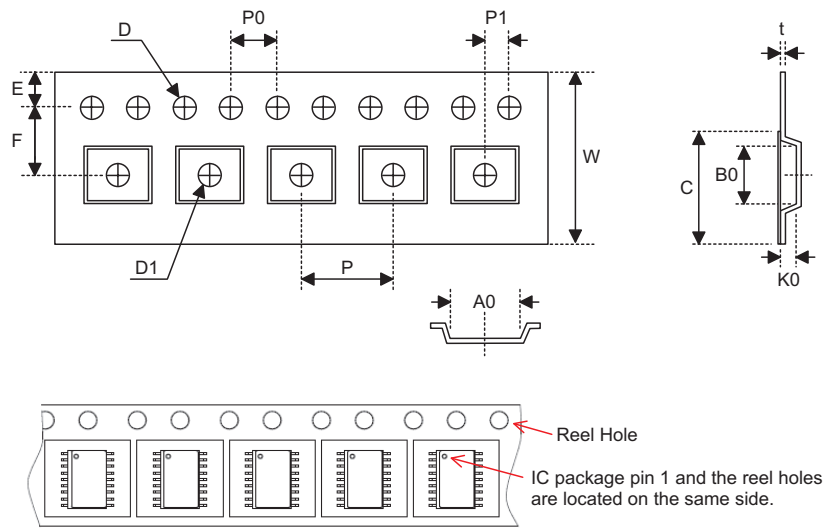 D
P0
P1
t
E
F
W
C
B0
D1
P
A0
K0
Reel Hole
IC package pin 1 and the reel holes
are located on the same side.